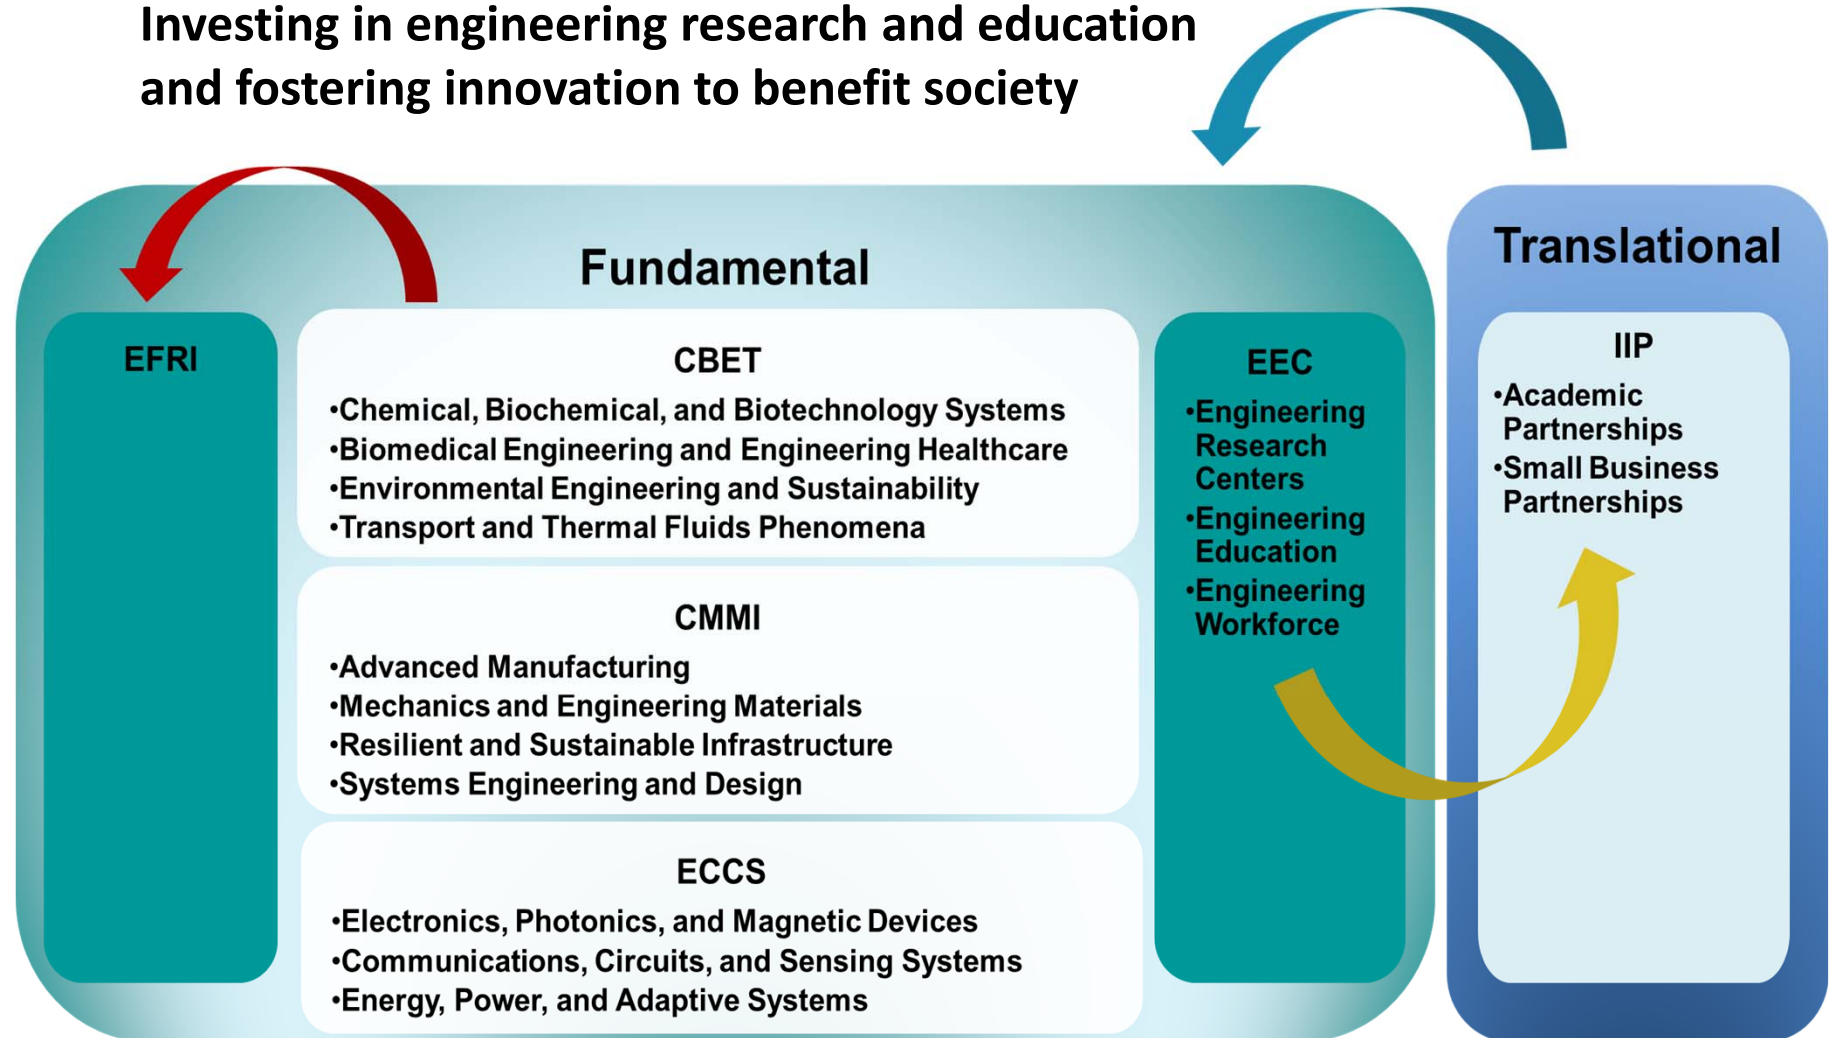 Investing in engineering research and education
and fostering innovation to benefit society
Fundamental
EFRI
CBET
•Chemical, Biochemical, and Biotechnology Systems
•Biomedical Engineering and Engineering Healthcare
•Environmental Engineering and Sustainability
•Transport and Thermal Fluids Phenomena
CMMI
•Advanced Manufacturing
•Mechanics and Engineering Materials
•Resilient and Sustainable Infrastructure
•Systems Engineering and Design
ECCS
•Electronics, Photonics, and Magnetic Devices
•Communications, Circuits, and Sensing Systems
•Energy, Power, and Adaptive Systems
EEC
•Engineering
Research
Centers
•Engineering
Education
•Engineering
Workforce
Translational
IIP
•Academic
Partnerships
•Small Business
Partnerships